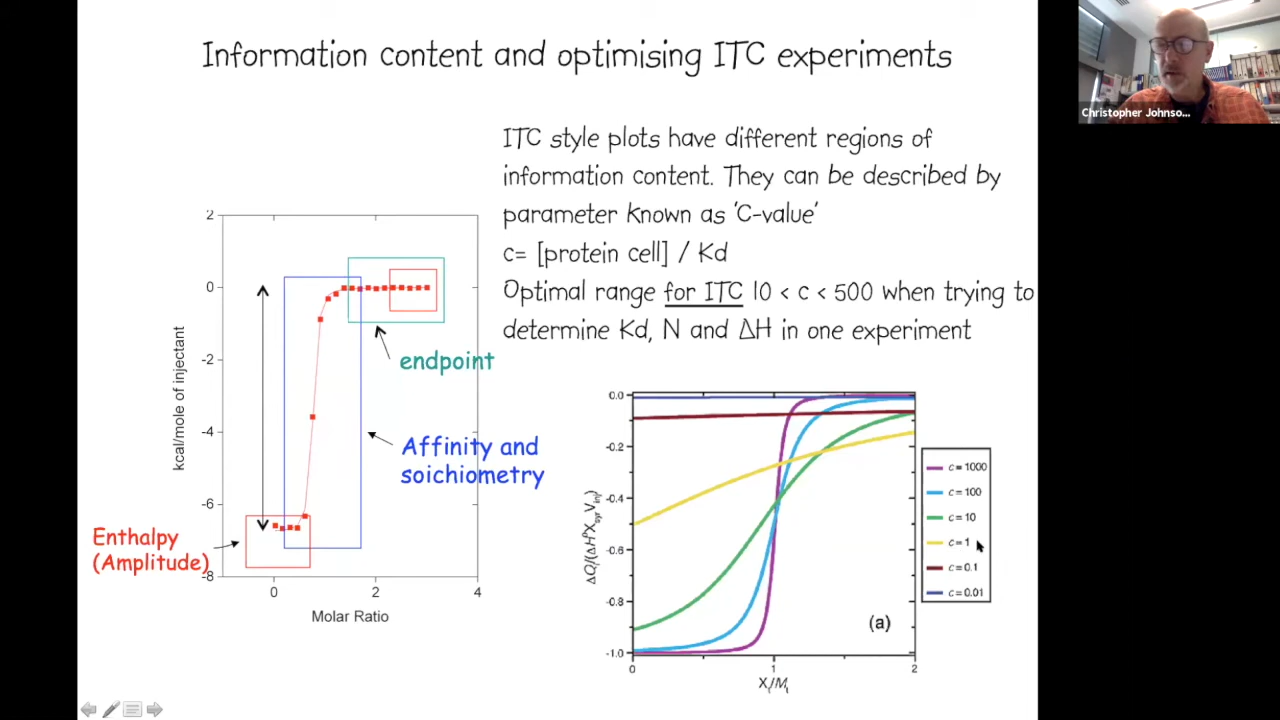 Information content and optimising ITC experiments
Christopher Johnso...
ITC style plots have different regions of
information content. They can be described by
parameter known as 'C-value'
c= [protein cell] / Kd
Optimal range for ITC 10 < c < 500 when trying to
determine Kd, N and ΔH in one experiment
2
0
-2
-4
-6
-8
kcal/mole of injectant
0
2
4
Molar Ratio
endpoint
Affinity and
soichiometry
Enthalpy
(Amplitude)
0.0
-0.2
-0.4
-0.6
-0.8
-1.0
0
1
2
Xt/Mt
(a)
c = 1000
c = 100
c = 10
c = 1
c = 0.1
c = 0.01